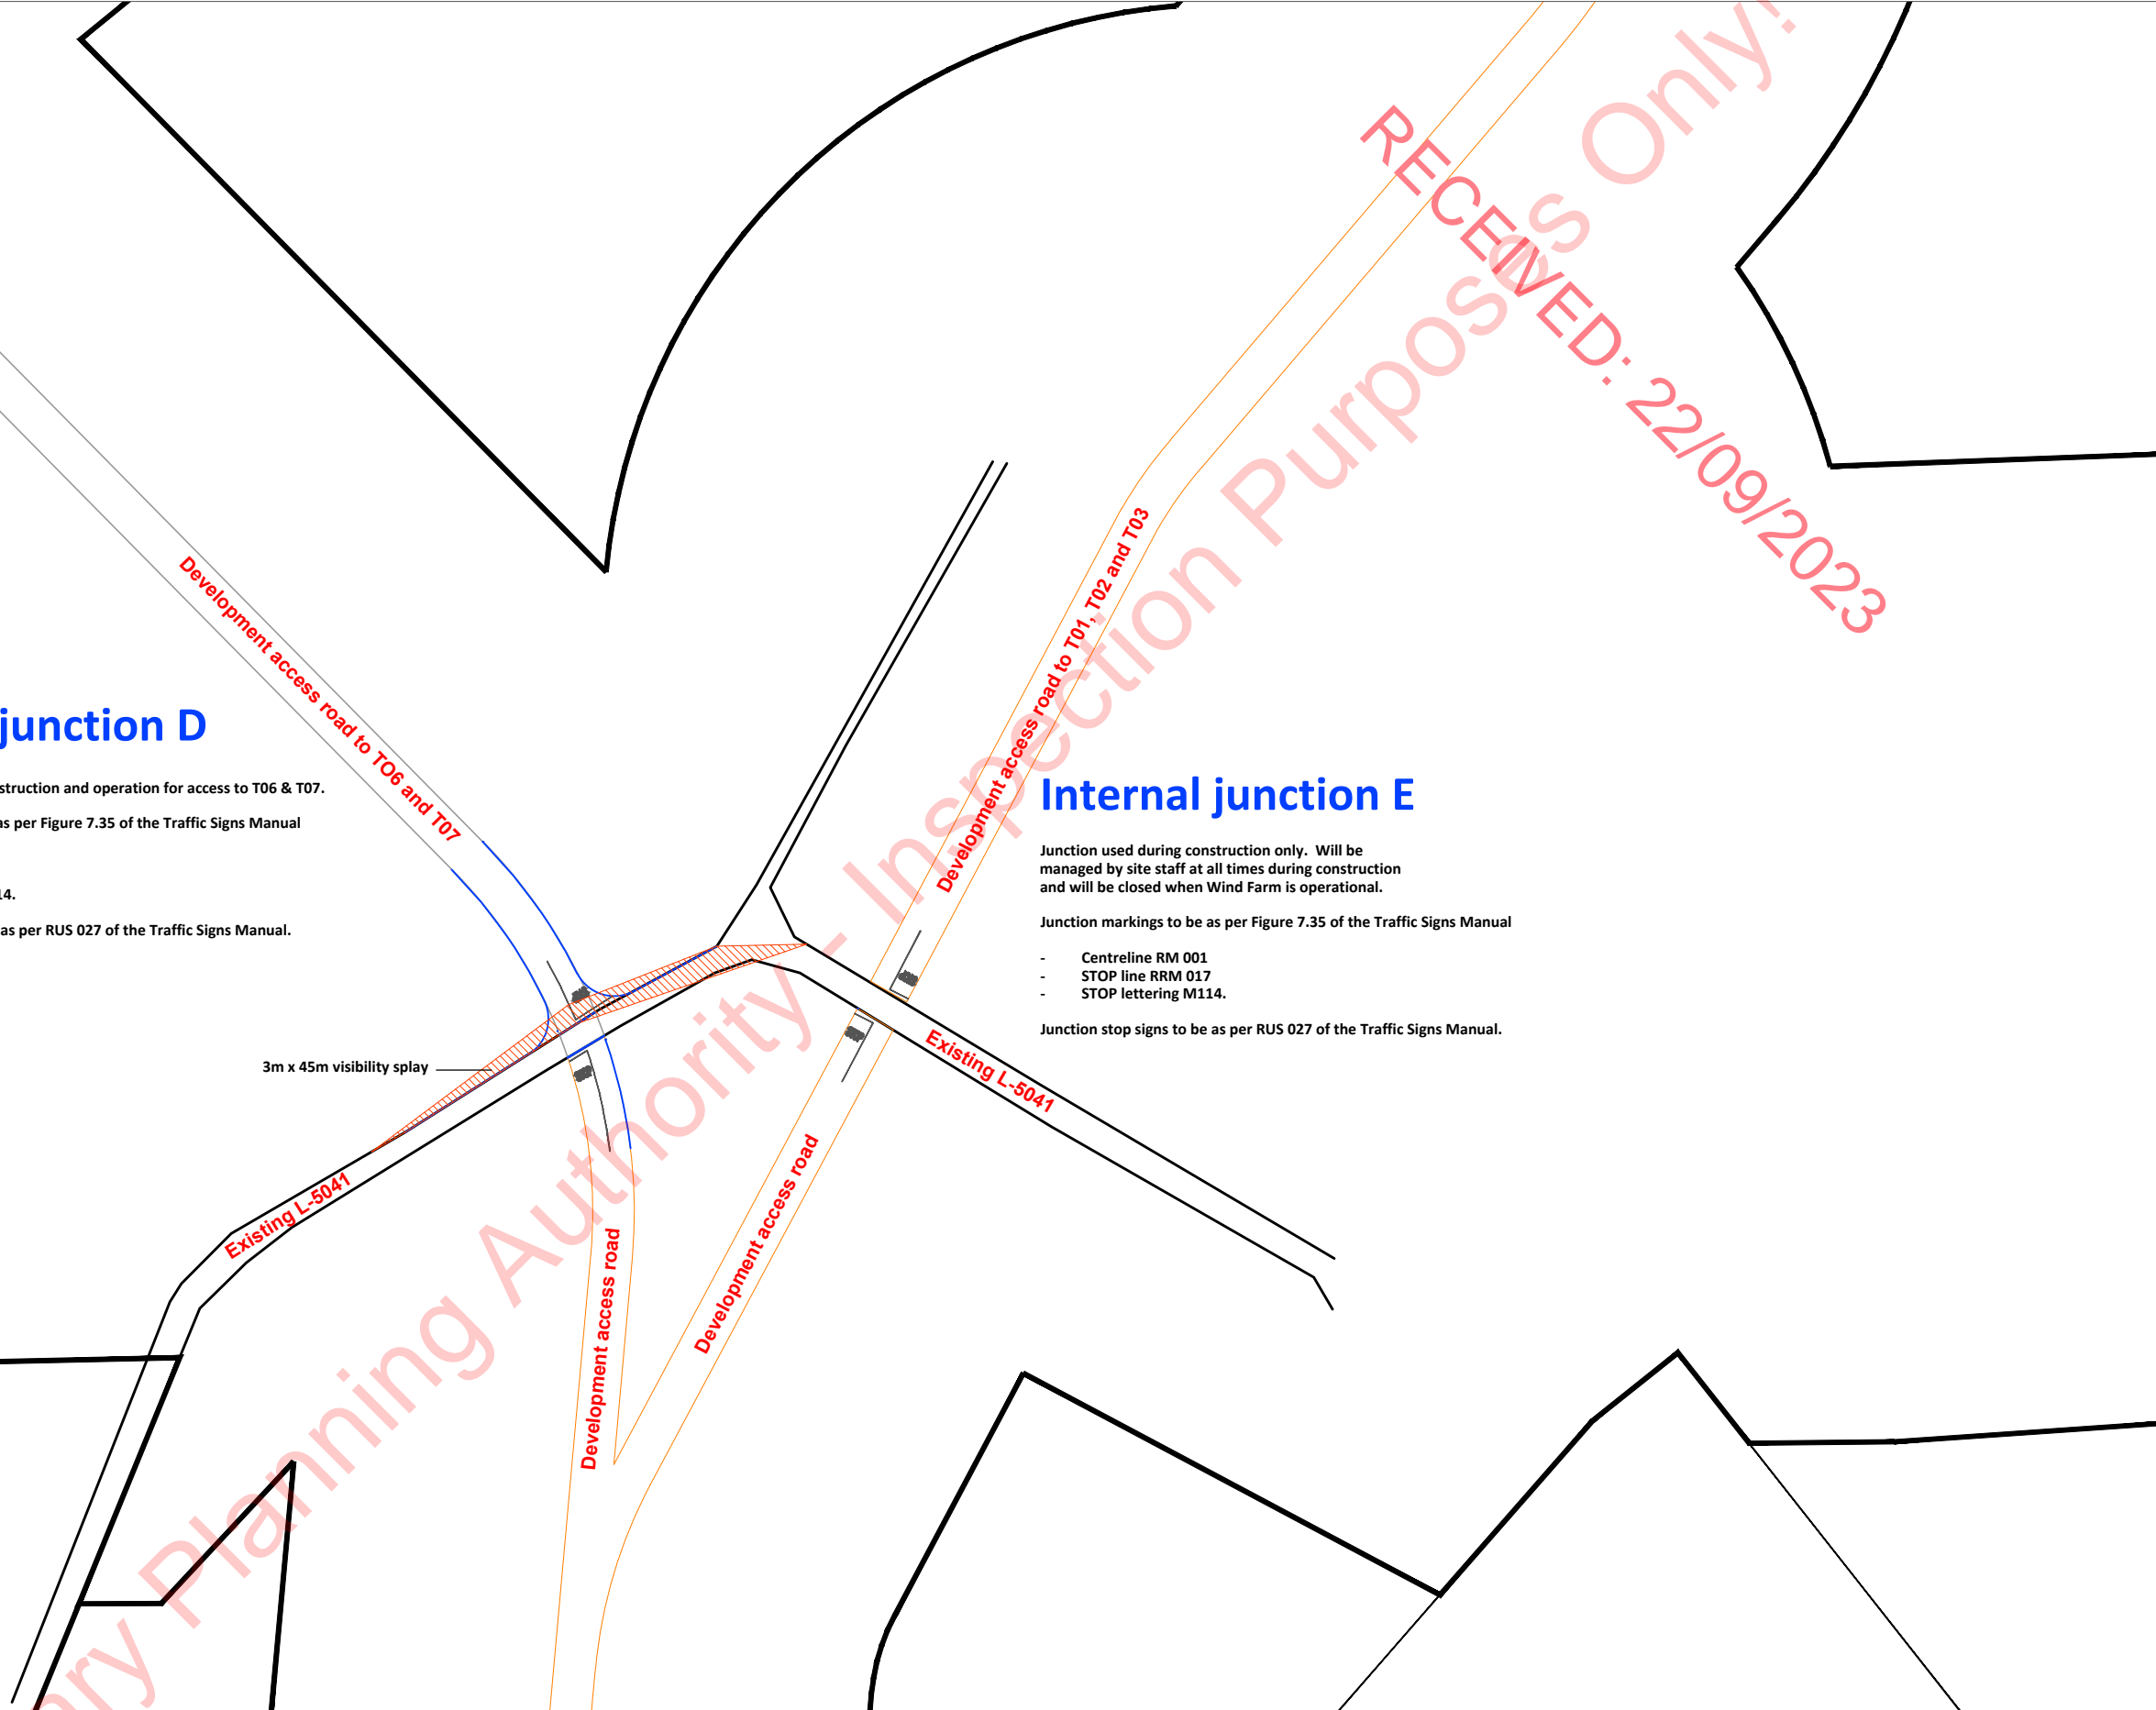 junction D
struction and operation for access to T06 & T07.
as per Figure 7.35 of the Traffic Signs Manual
14.
as per RUS 027 of the Traffic Signs Manual.
Development access road to TO6 and T07
3m x 45m visibility splay
Existing L-5041
Development access road
Development access road
Development access road to T01, T02 and T03
Internal junction E
Junction used during construction only. Will be
managed by site staff at all times during construction
and will be closed when Wind Farm is operational.
Junction markings to be as per Figure 7.35 of the Traffic Signs Manual
- Centreline RM 001
- STOP line RRM 017
- STOP lettering M114.
Junction stop signs to be as per RUS 027 of the Traffic Signs Manual.
Existing L-5041
RECEIVED: 22/09/2023
ary Planning Authority - Inspection Purposes Only!